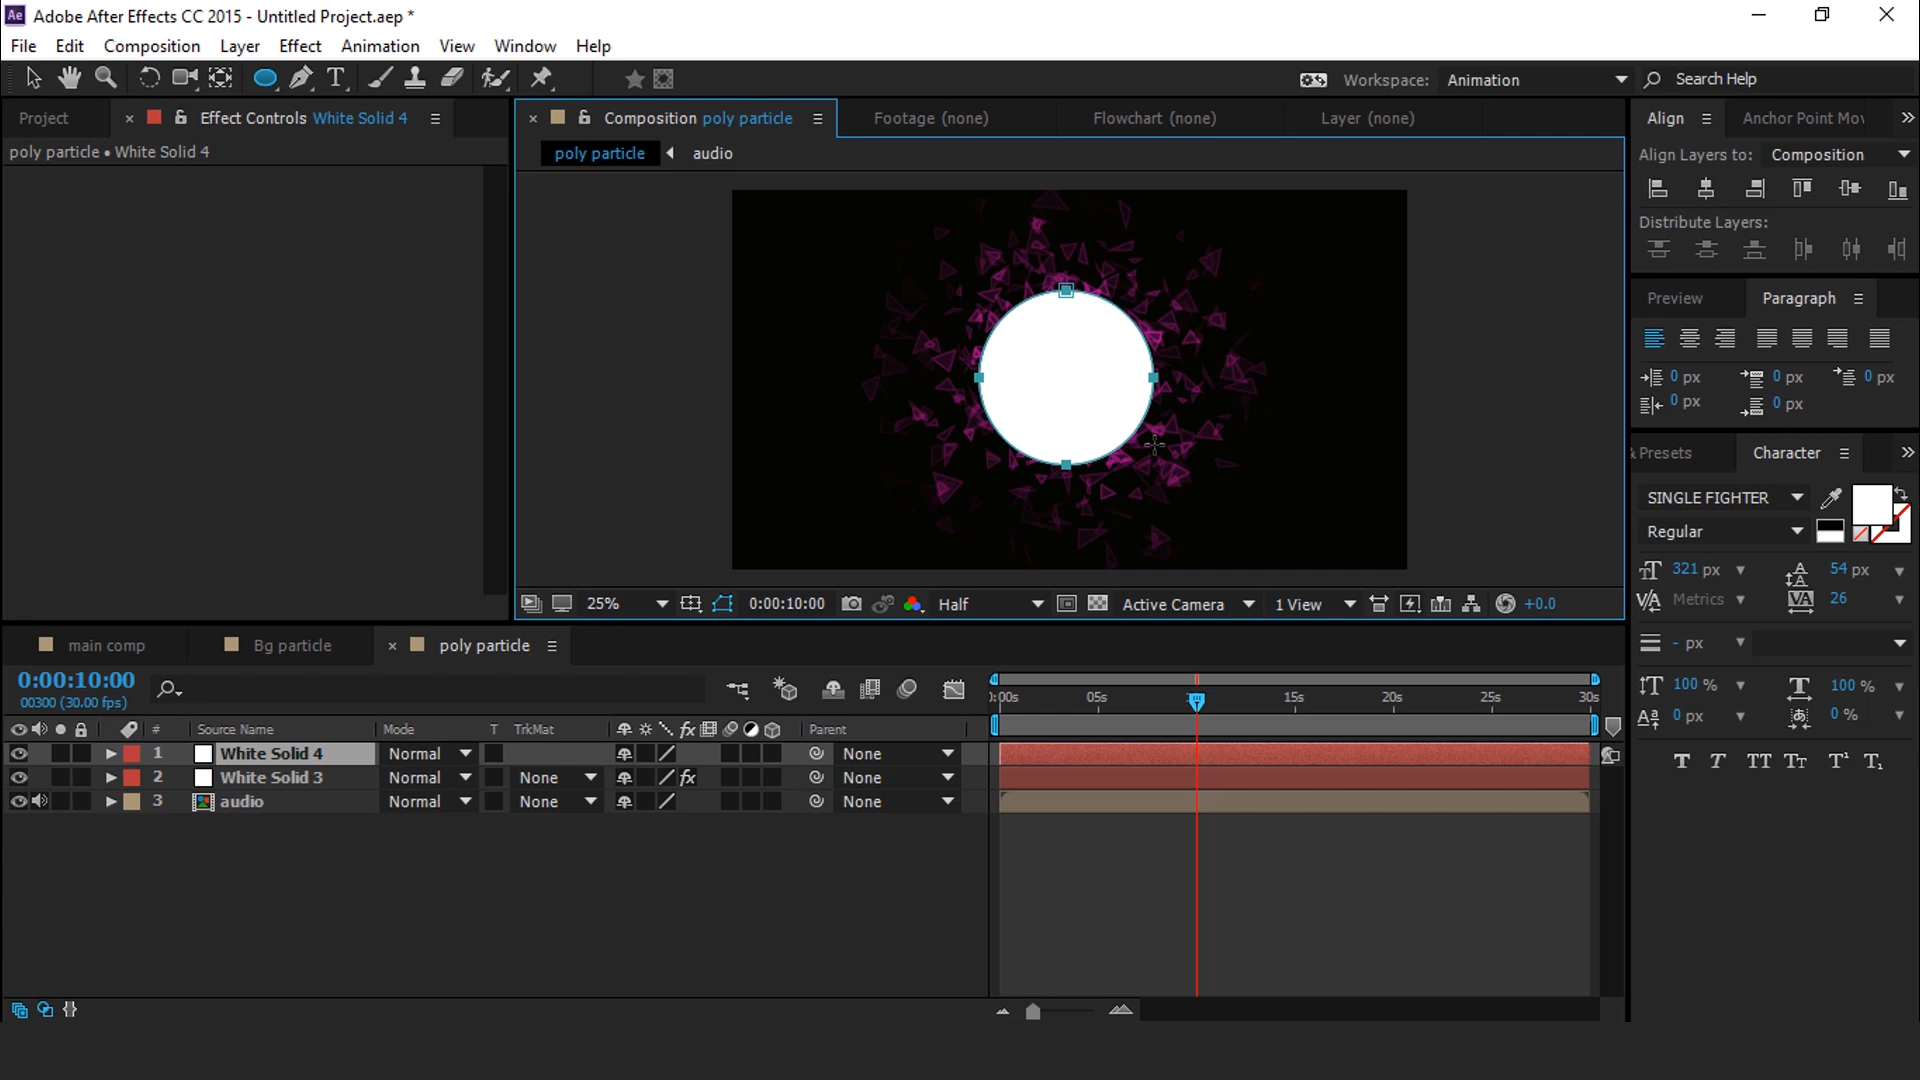 Ae Adobe After Effects CC 2015 - Untitled Project.aep *
File Edit Composition Layer Effect Animation View Window Help
T Workspace: Animation Search Help
Project × Effect Controls White Solid 4
× Composition poly particle Footage (none) Flowchart (none) Layer (none)
Align Anchor Point Mov
poly particle • White Solid 4
poly particle audio
Align Layers to: Composition
Distribute Layers:
Preview Paragraph
0 px 0 px 0 px
0 px 0 px
& Presets Character
SINGLE FIGHTER
Regular
321 px 54 px
Metrics 26
- px
100 % 100 %
0 px 0 %
T T TT Tt T¹ T₁
25% 0:00:10:00 Half Active Camera 1 View +0.0
main comp Bg particle × poly particle
0:00:10:00
00300 (30.00 fps)
):00s 05s 15s 20s 25s 30s
# Source Name Mode T TrkMat fx Parent
1 White Solid 4 Normal None
2 White Solid 3 Normal None fx None
3 audio Normal None None